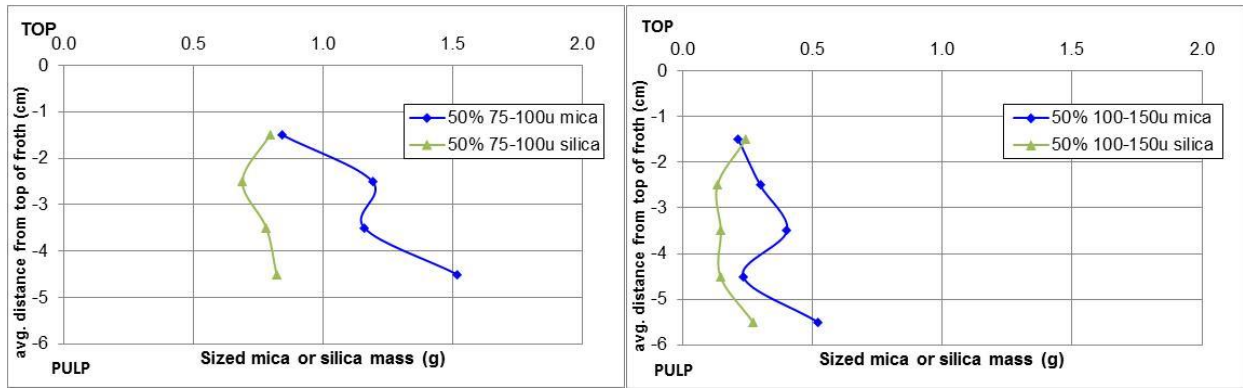 TOP
0.0 0.5 1.0 1.5 2.0
0
-1
-2
-3
-4
-5
-6
avg. distance from top of froth (cm)
50% 75-100u mica
50% 75-100u silica
Sized mica or silica mass (g)
PULP
TOP
0.0 0.5 1.0 1.5 2.0
0
-1
-2
-3
-4
-5
-6
avg. distance from top of froth (cm)
50% 100-150u mica
50% 100-150u silica
Sized mica or silica mass (g)
PULP